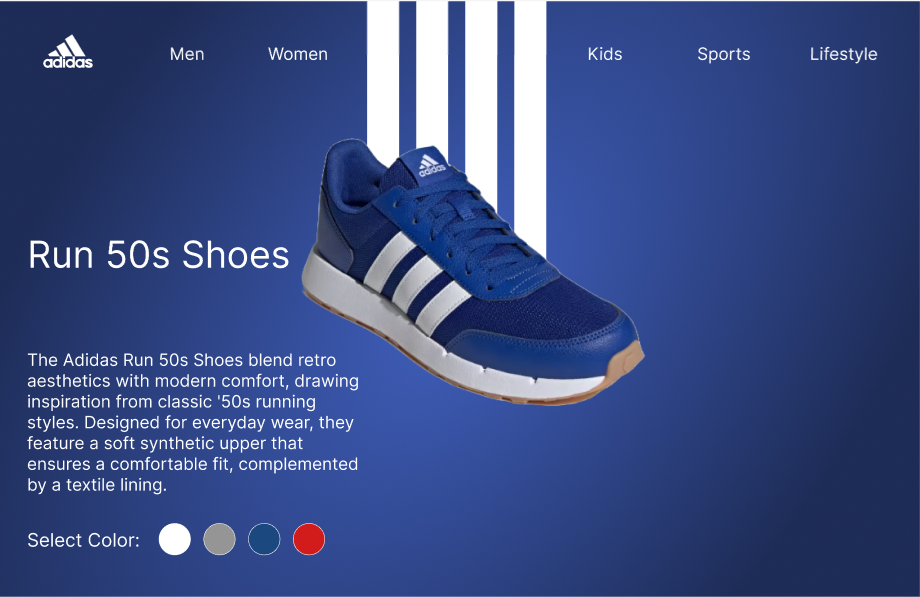 adidas
Men
Women
Kids
Sports
Lifestyle
adidas
Run 50s Shoes
The Adidas Run 50s Shoes blend retro
aesthetics with modern comfort, drawing
inspiration from classic '50s running
styles. Designed for everyday wear, they
feature a soft synthetic upper that
ensures a comfortable fit, complemented
by a textile lining.
Select Color: